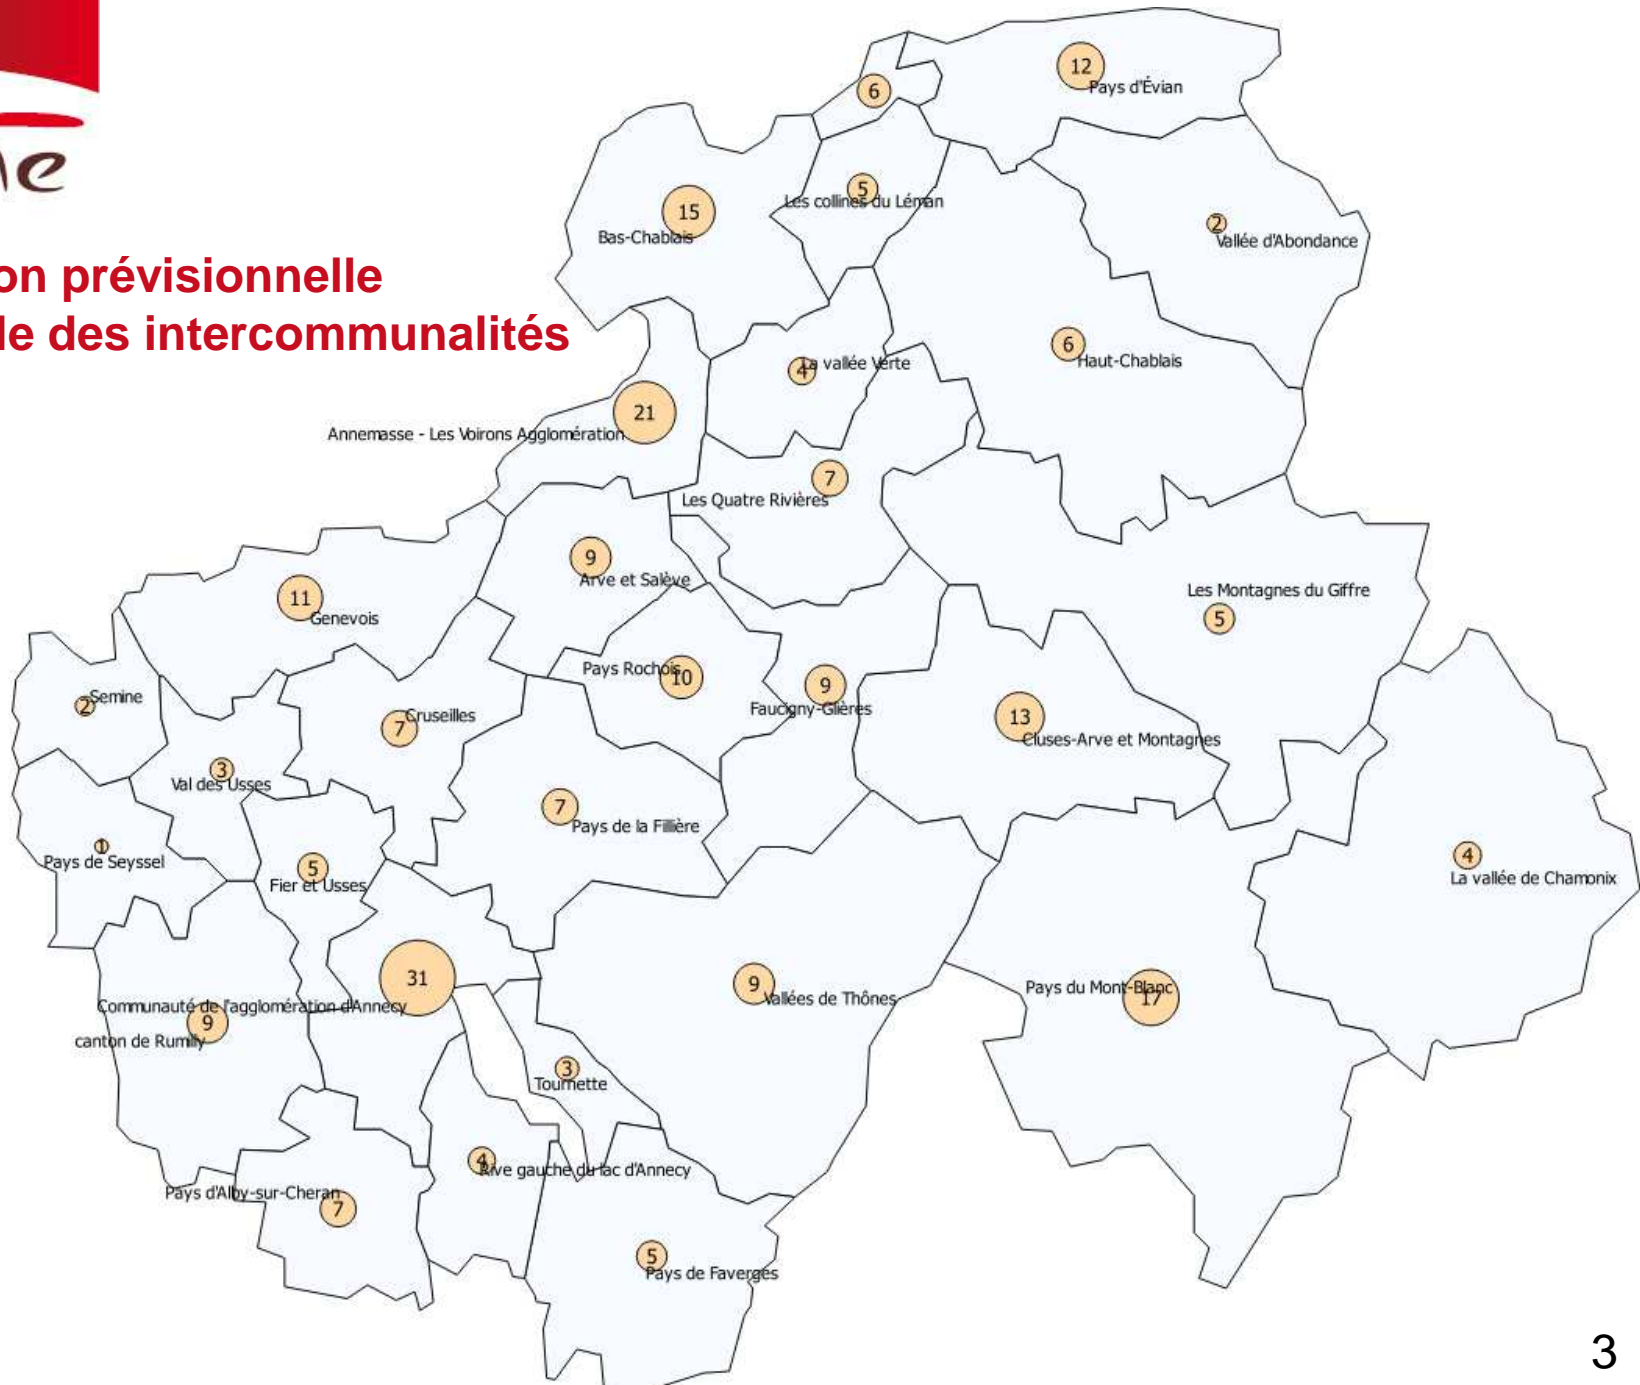 12
Pays d'Évian
6
5
Les collines du Léman
15
Bas-Chablais
2
Vallée d'Abondance
on prévisionnelle
le des intercommunalités
6
Haut-Chablais
4
La vallée Verte
21
Annemasse - Les Voirons Agglomération
7
Les Quatre Rivières
9
Arve et Salève
11
Genevois
Les Montagnes du Giffre
5
Pays Rochois
10
9
Faucigny-Glières
2
Semine
7
Cruseilles
13
Cluses-Arve et Montagnes
3
Val des Usses
7
Pays de la Fillière
1
Pays de Seyssel
5
Fier et Usses
4
La vallée de Chamonix
31
Communauté de l'agglomération d'Annecy
9
canton de Rumilly
9
Vallées de Thônes
Pays du Mont-Blanc
17
3
Tournette
4
Rive gauche du lac d'Annecy
Pays d'Alby-sur-Cheran
7
5
Pays de Faverges
3